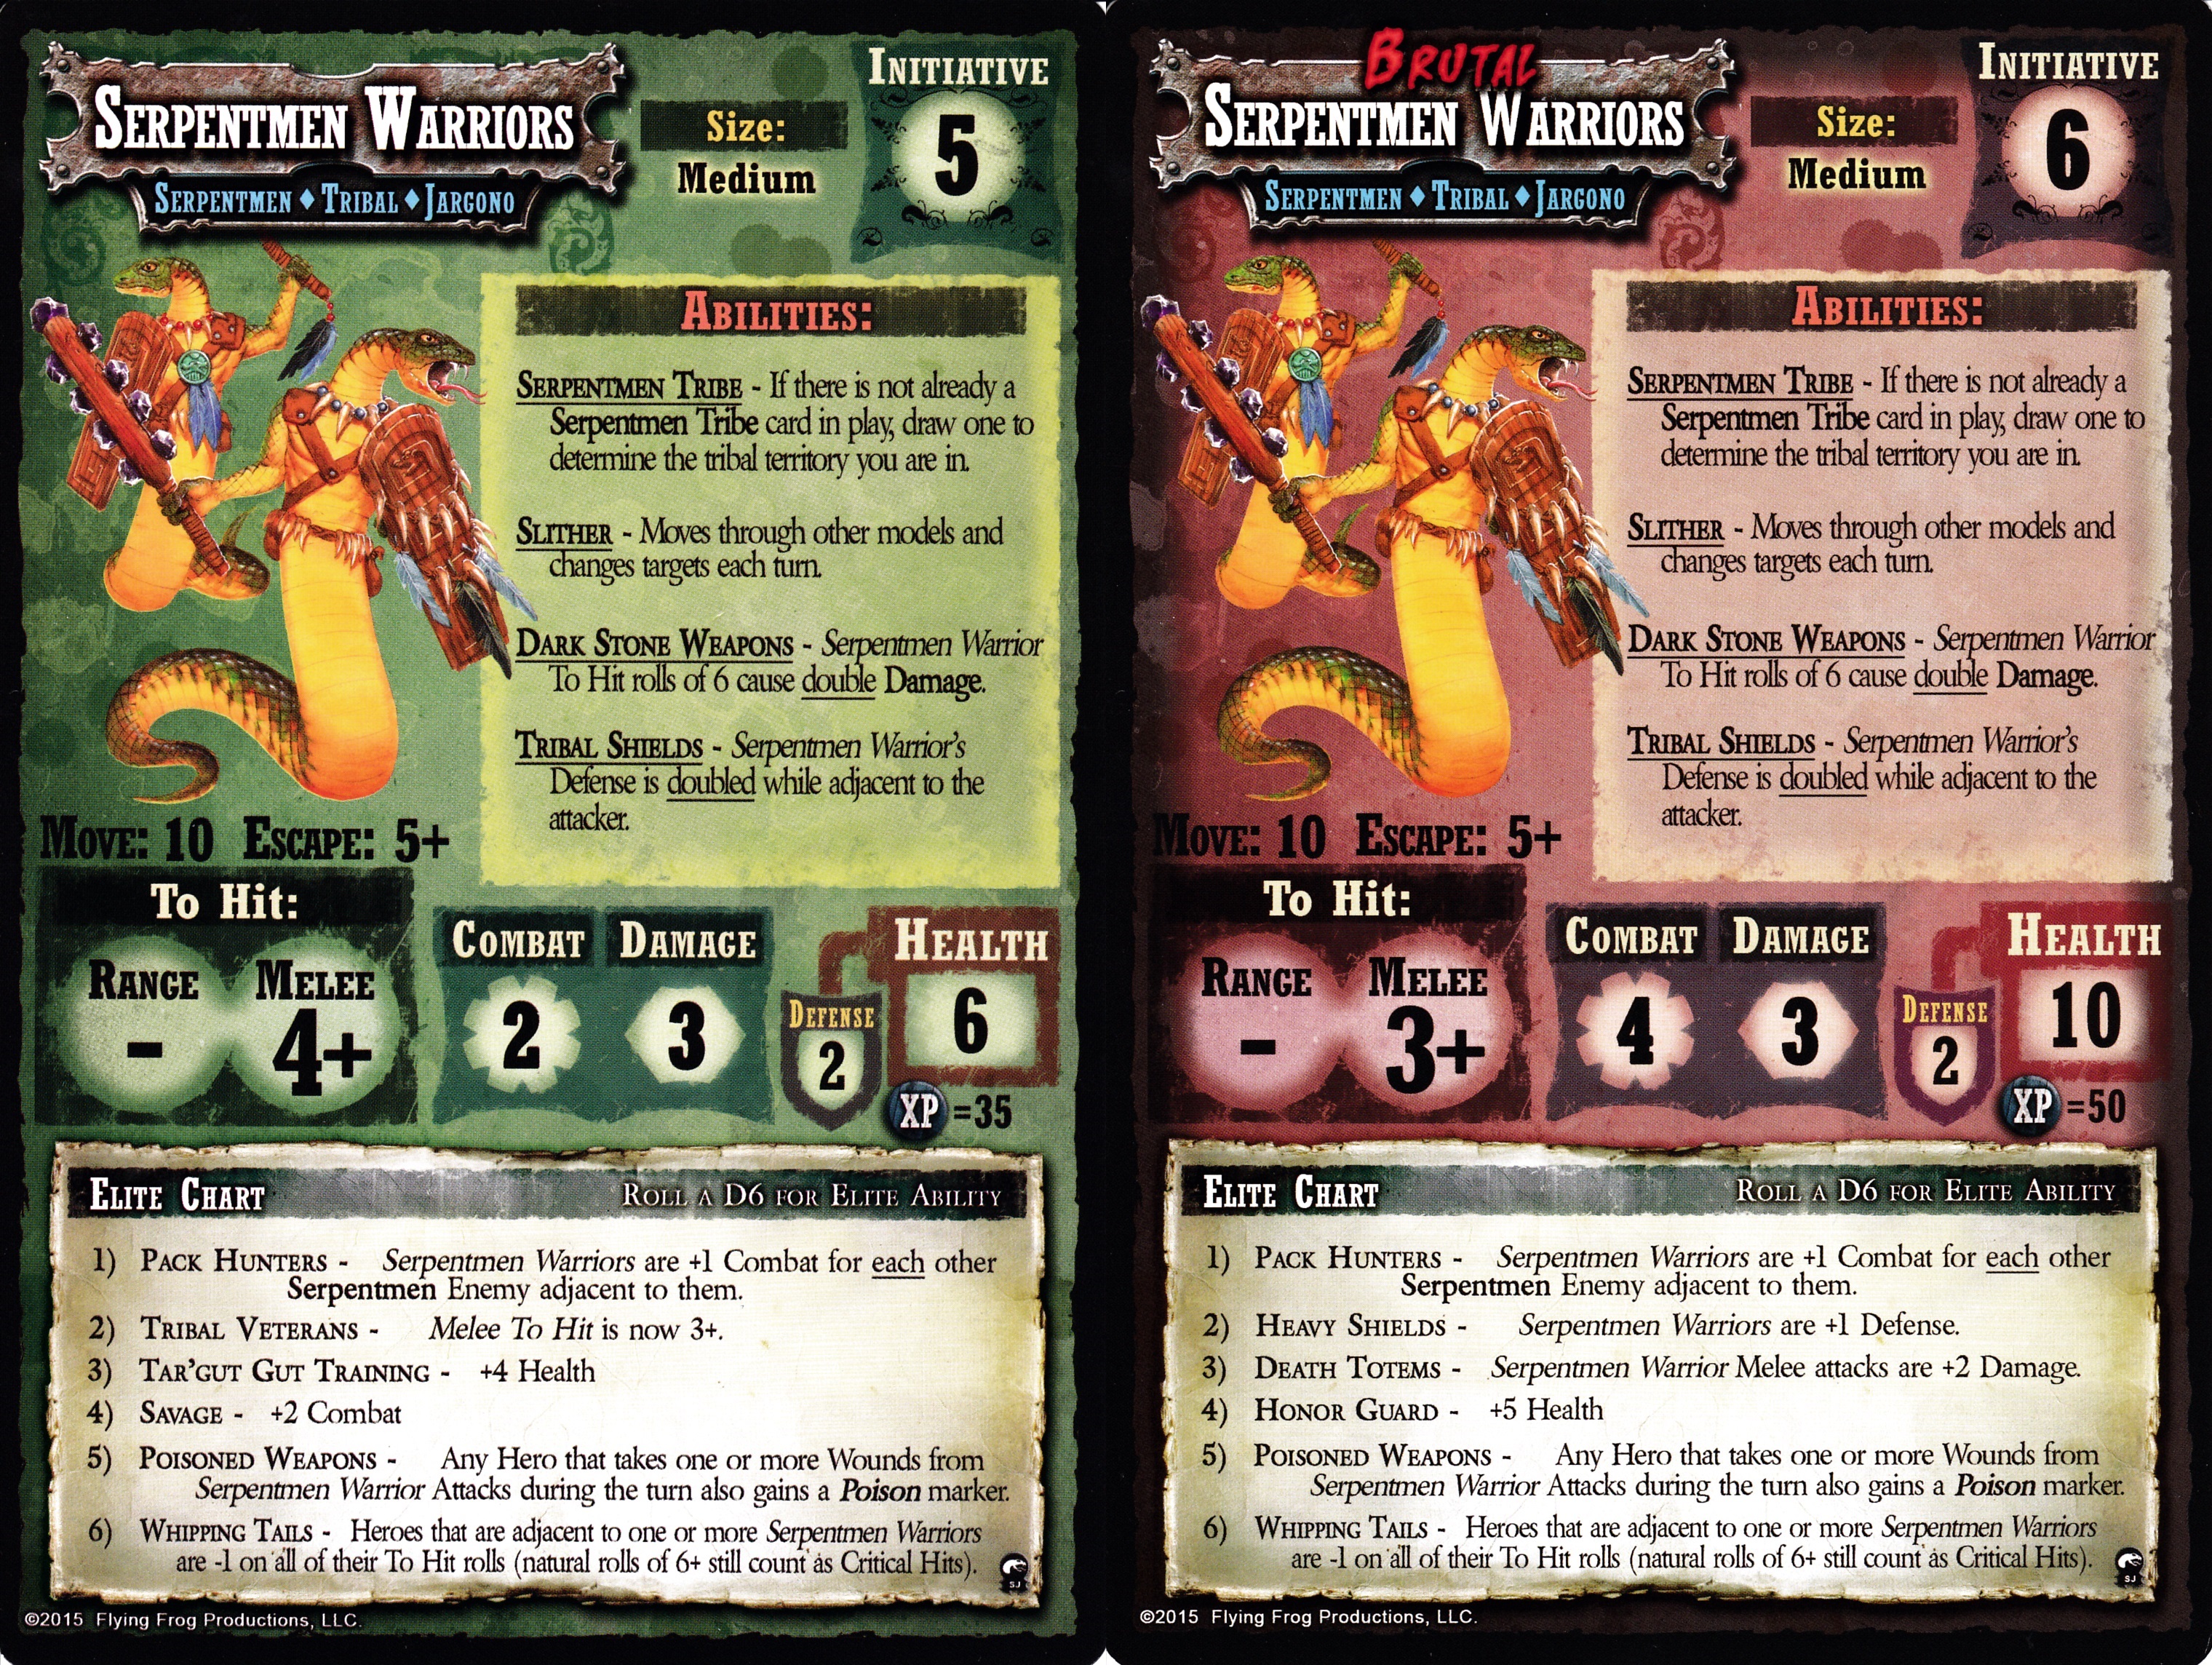 SERPENTMEN WARRIORS
SERPENTMEN ♦ TRIBAL ♦ JARGONO
Size:
Medium
INITIATIVE
5
ABILITIES:
SERPENTMEN TRIBE - If there is not already a
Serpentmen Tribe card in play, draw one to
determine the tribal territory you are in.
SLITHER - Moves through other models and
changes targets each turn.
DARK STONE WEAPONS - Serpentmen Warrior
To Hit rolls of 6 cause double Damage.
TRIBAL SHIELDS - Serpentmen Warrior's
Defense is doubled while adjacent to the
attacker.
MOVE: 10 ESCAPE: 5+
To Hit:
RANGE MELEE
- 4+
COMBAT DAMAGE
2 3
DEFENSE
2
HEALTH
6
XP =35
ELITE CHART ROLL A D6 FOR ELITE ABILITY
1) PACK HUNTERS - Serpentmen Warriors are +1 Combat for each other
Serpentmen Enemy adjacent to them.
2) TRIBAL VETERANS - Melee To Hit is now 3+.
3) TAR'GUT GUT TRAINING - +4 Health
4) SAVAGE - +2 Combat
5) POISONED WEAPONS - Any Hero that takes one or more Wounds from
Serpentmen Warrior Attacks during the turn also gains a Poison marker.
6) WHIPPING TAILS - Heroes that are adjacent to one or more Serpentmen Warriors
are -1 on all of their To Hit rolls (natural rolls of 6+ still count as Critical Hits).
SJ
©2015 Flying Frog Productions, LLC.
BRUTAL
SERPENTMEN WARRIORS
SERPENTMEN ♦ TRIBAL ♦ JARGONO
Size:
Medium
INITIATIVE
6
ABILITIES:
SERPENTMEN TRIBE - If there is not already a
Serpentmen Tribe card in play, draw one to
determine the tribal territory you are in.
SLITHER - Moves through other models and
changes targets each turn.
DARK STONE WEAPONS - Serpentmen Warrior
To Hit rolls of 6 cause double Damage.
TRIBAL SHIELDS - Serpentmen Warrior's
Defense is doubled while adjacent to the
attacker.
MOVE: 10 ESCAPE: 5+
To Hit:
RANGE MELEE
- 3+
COMBAT DAMAGE
4 3
DEFENSE
2
HEALTH
10
XP =50
ELITE CHART ROLL A D6 FOR ELITE ABILITY
1) PACK HUNTERS - Serpentmen Warriors are +1 Combat for each other
Serpentmen Enemy adjacent to them.
2) HEAVY SHIELDS - Serpentmen Warriors are +1 Defense.
3) DEATH TOTEMS - Serpentmen Warrior Melee attacks are +2 Damage.
4) HONOR GUARD - +5 Health
5) POISONED WEAPONS - Any Hero that takes one or more Wounds from
Serpentmen Warrior Attacks during the turn also gains a Poison marker.
6) WHIPPING TAILS - Heroes that are adjacent to one or more Serpentmen Warriors
are -1 on all of their To Hit rolls (natural rolls of 6+ still count as Critical Hits).
SJ
©2015 Flying Frog Productions, LLC.